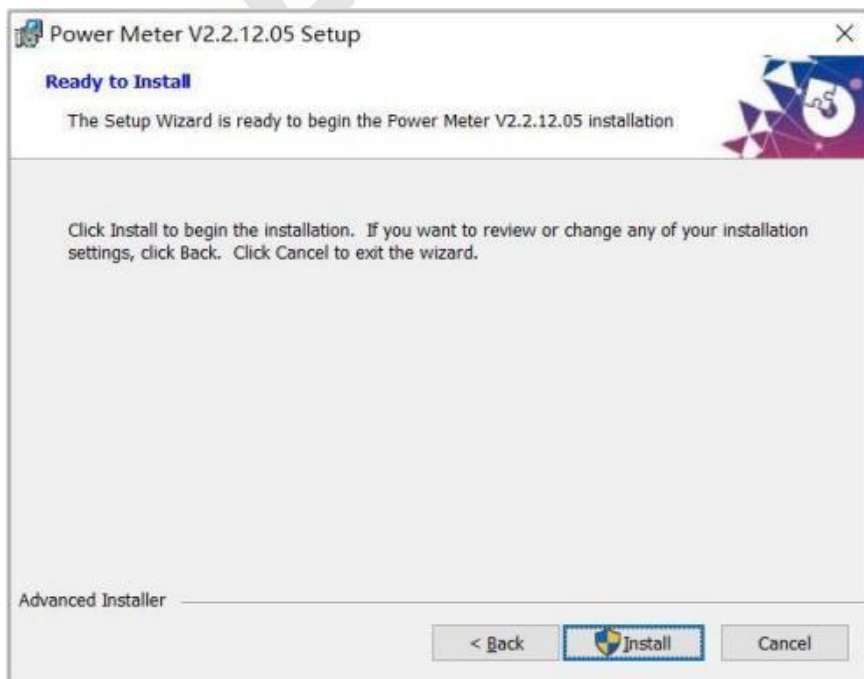 Power Meter V2.2.12.05 Setup
Ready to Install
The Setup Wizard is ready to begin the Power Meter V2.2.12.05 installation
Click Install to begin the installation. If you want to review or change any of your installation
settings, click Back. Click Cancel to exit the wizard.
Advanced Installer
< Back Install Cancel